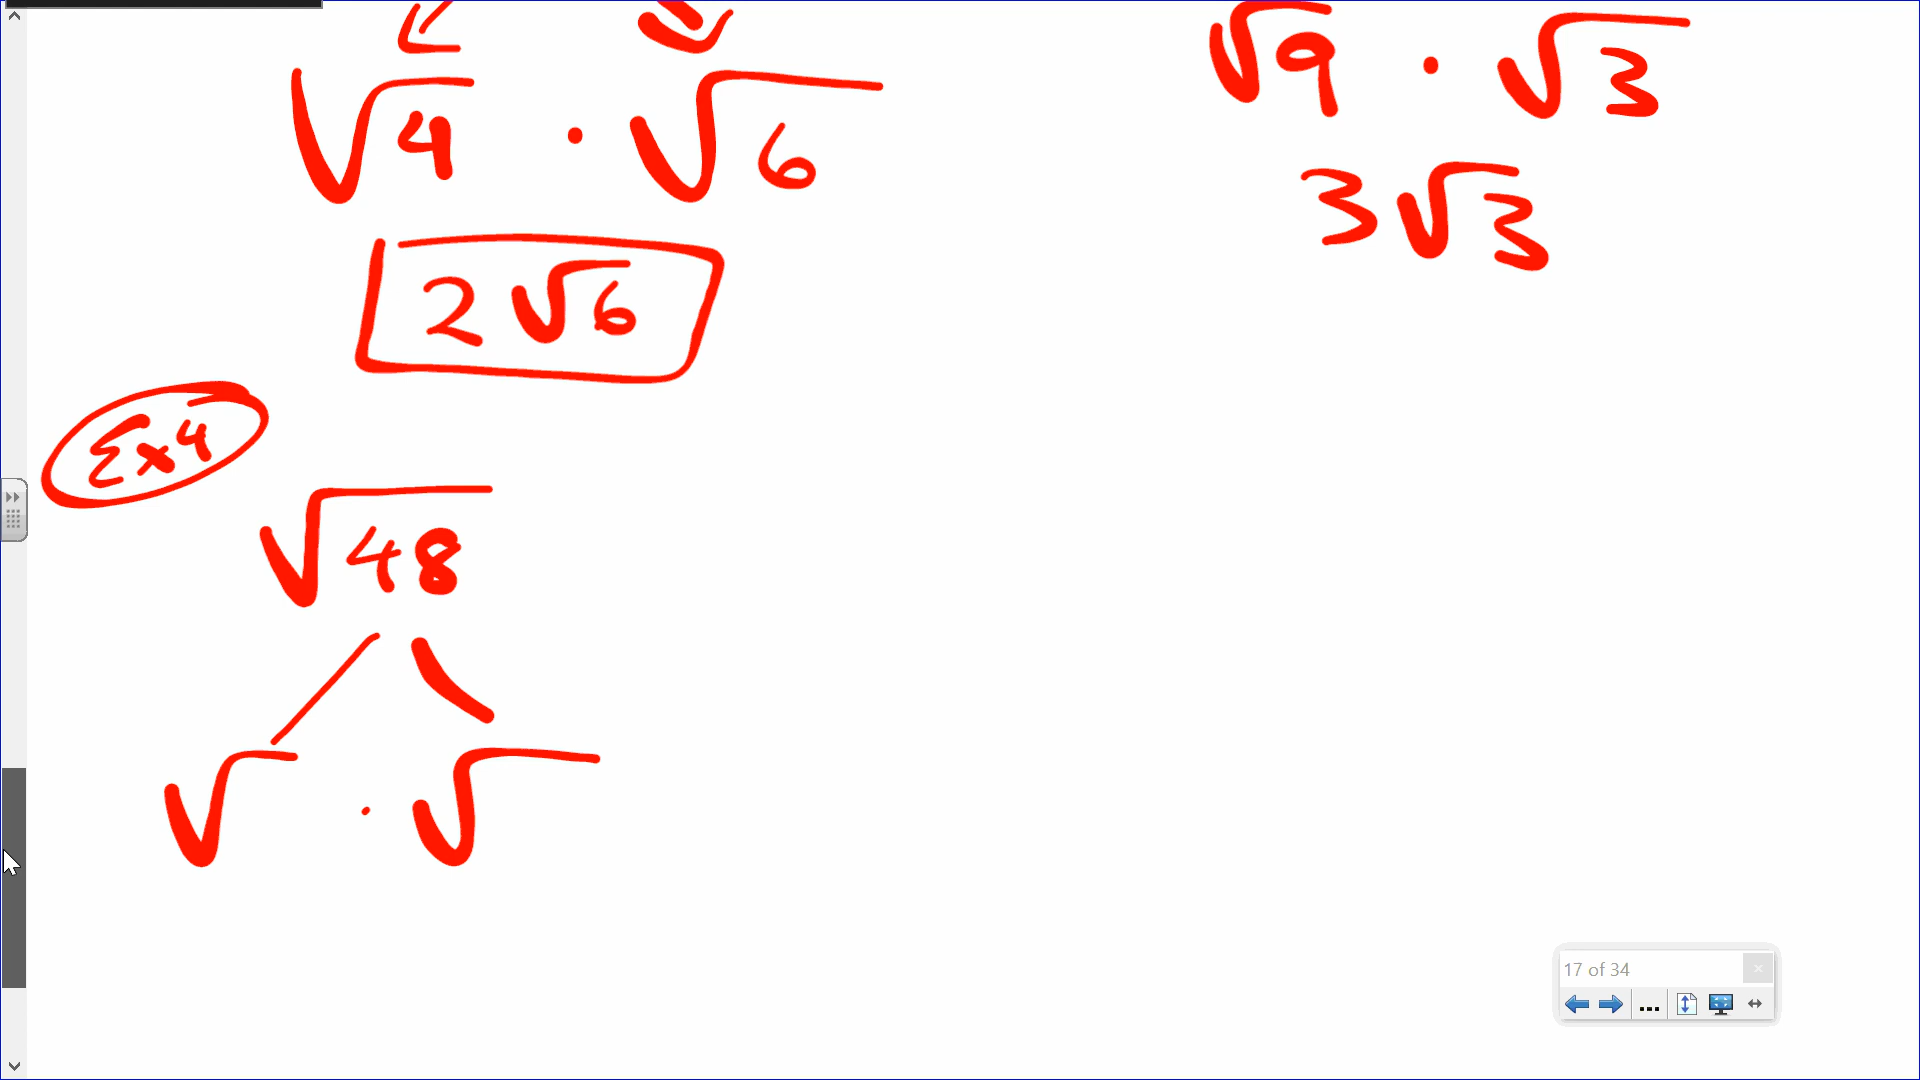 √4 · √6
2√6
√9 · √3
3√3
Ex4
√48
√ · √
17 of 34
...